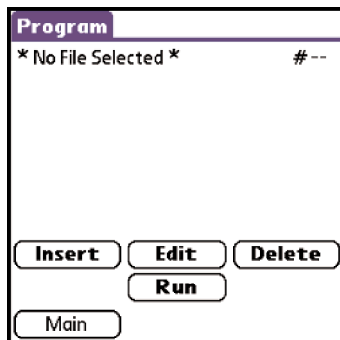 Program
* No File Selected * #--
Insert Edit Delete
Run
Main